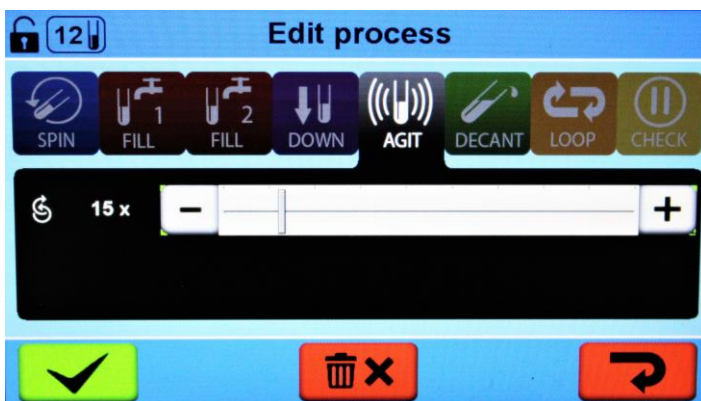 12 Edit process
SPIN
1
FILL
2
FILL
DOWN
AGIT
DECANT
LOOP
CHECK
15 x